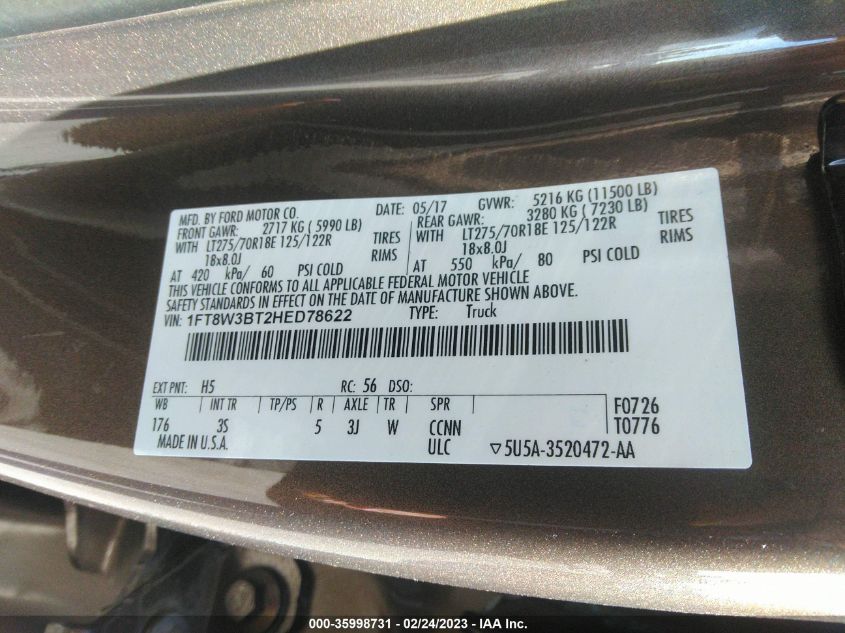 MFD. BY FORD MOTOR CO. DATE: 05/17 GVWR: 5216 KG (11500 LB)
FRONT GAWR: 2717 KG ( 5990 LB) REAR GAWR: 3280 KG ( 7230 LB)
WITH LT275/70R18E 125/122R TIRES WITH LT275/70R18E 125/122R TIRES
18x8.0J RIMS 18x8.0J RIMS
AT 420 kPa/ 60 PSI COLD AT 550 kPa/ 80 PSI COLD
THIS VEHICLE CONFORMS TO ALL APPLICABLE FEDERAL MOTOR VEHICLE
SAFETY STANDARDS IN EFFECT ON THE DATE OF MANUFACTURE SHOWN ABOVE.
VIN: 1FT8W3BT2HED78622 TYPE: Truck
EXT PNT: H5 RC: 56 DSO:
WB INT TR TP/PS R AXLE TR SPR F0726
176 3S 5 3J W CCNN T0776
MADE IN U.S.A. ULC ▽5U5A-3520472-AA
000-35998731 — 02/24/2023 — IAA Inc.